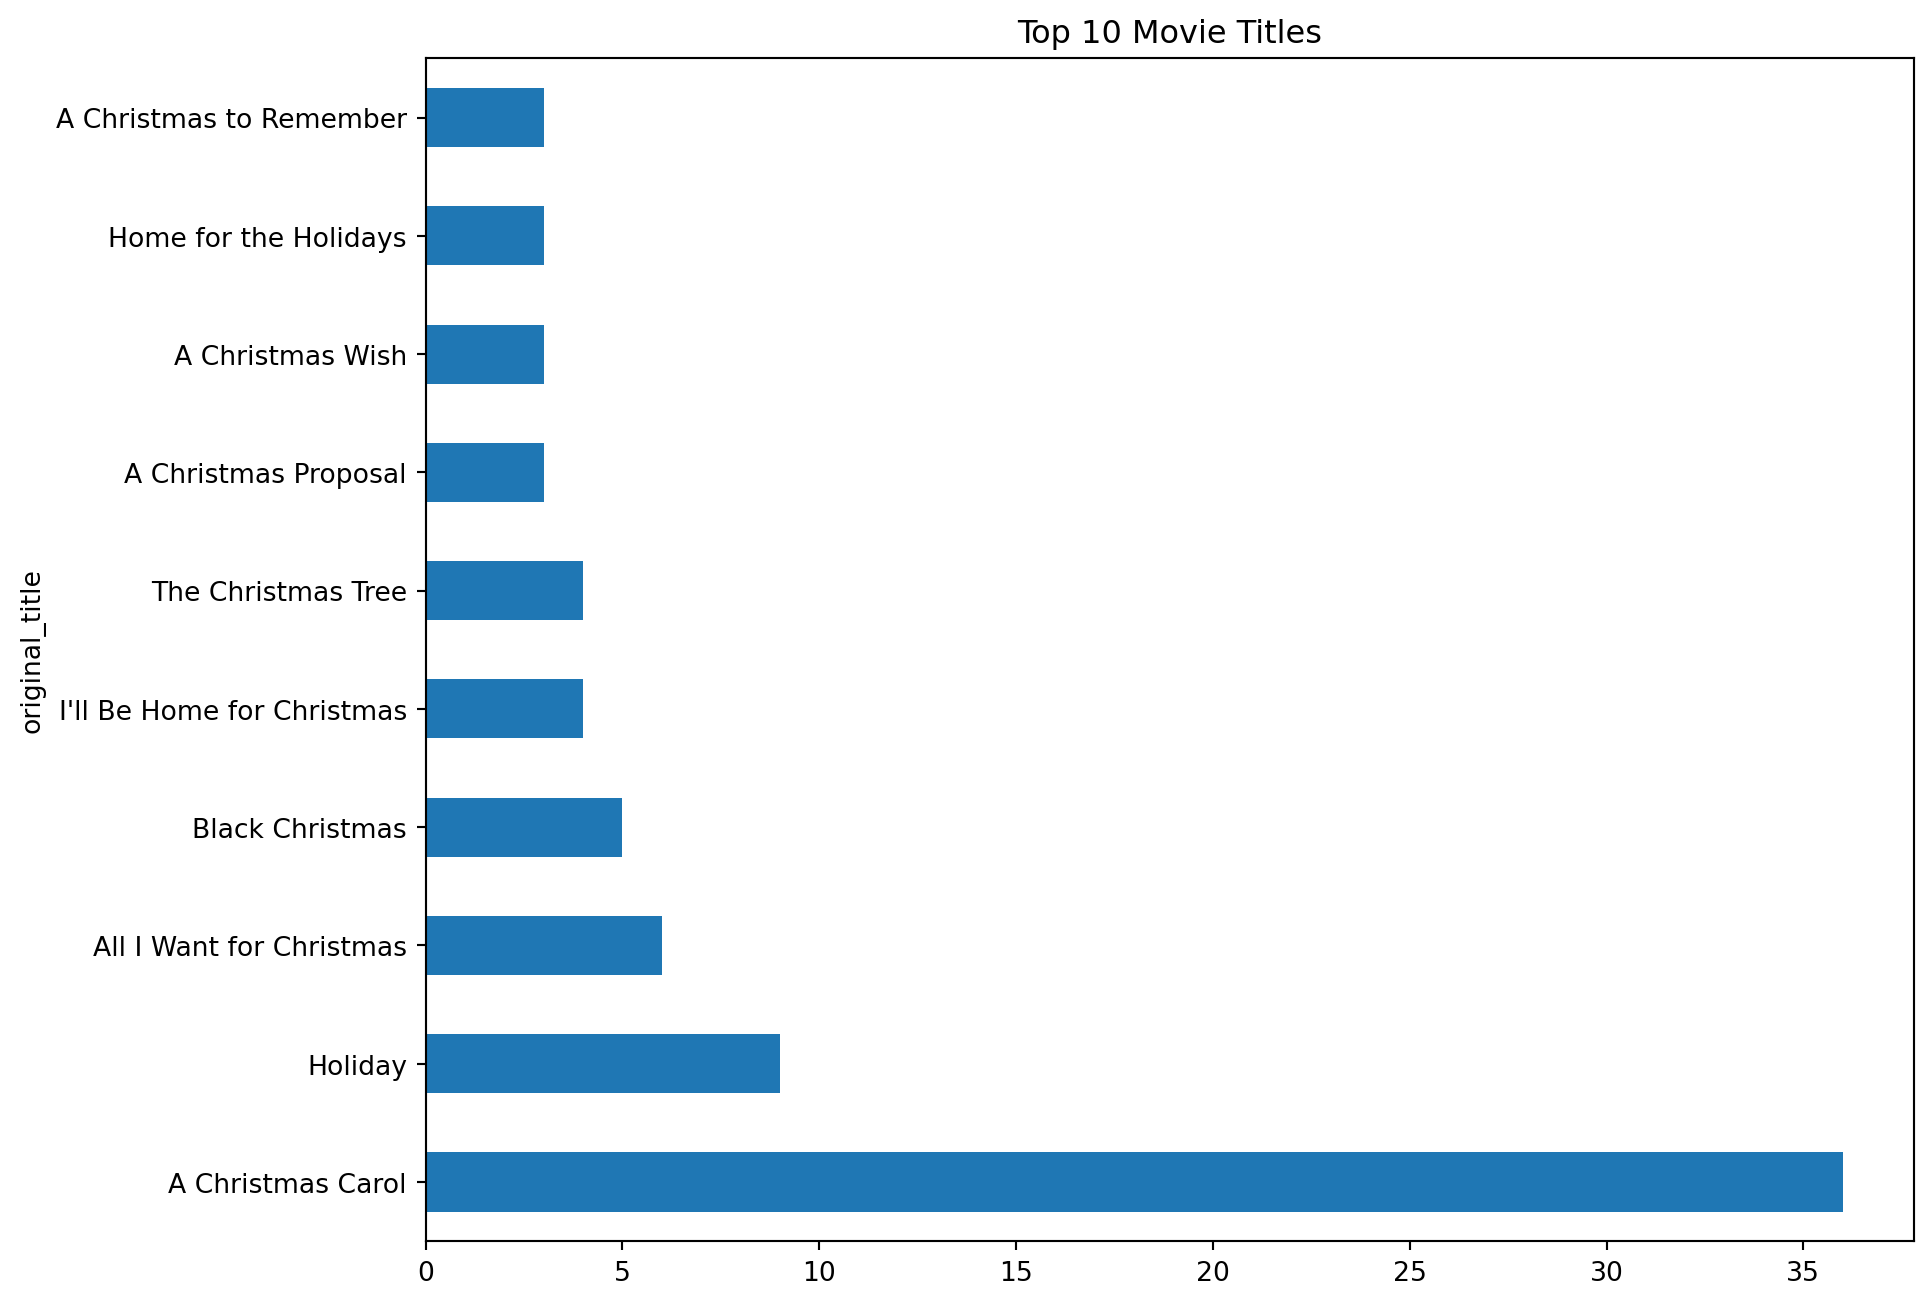 Top 10 Movie Titles
A Christmas to Remember
Home for the Holidays
A Christmas Wish
A Christmas Proposal
The Christmas Tree
I'll Be Home for Christmas
Black Christmas
All I Want for Christmas
Holiday
A Christmas Carol
original_title
0 5 10 15 20 25 30 35